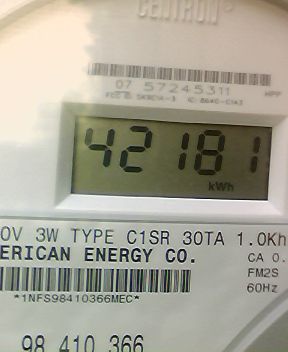 CENTRON®
07 57245311
HPP
42181
kWh
0V 3W TYPE C1SR 30TA 1.0Kh
ERICAN ENERGY CO.
CA 0.
FM2S
60Hz
*1NFS98410366MEC*
98 410 366